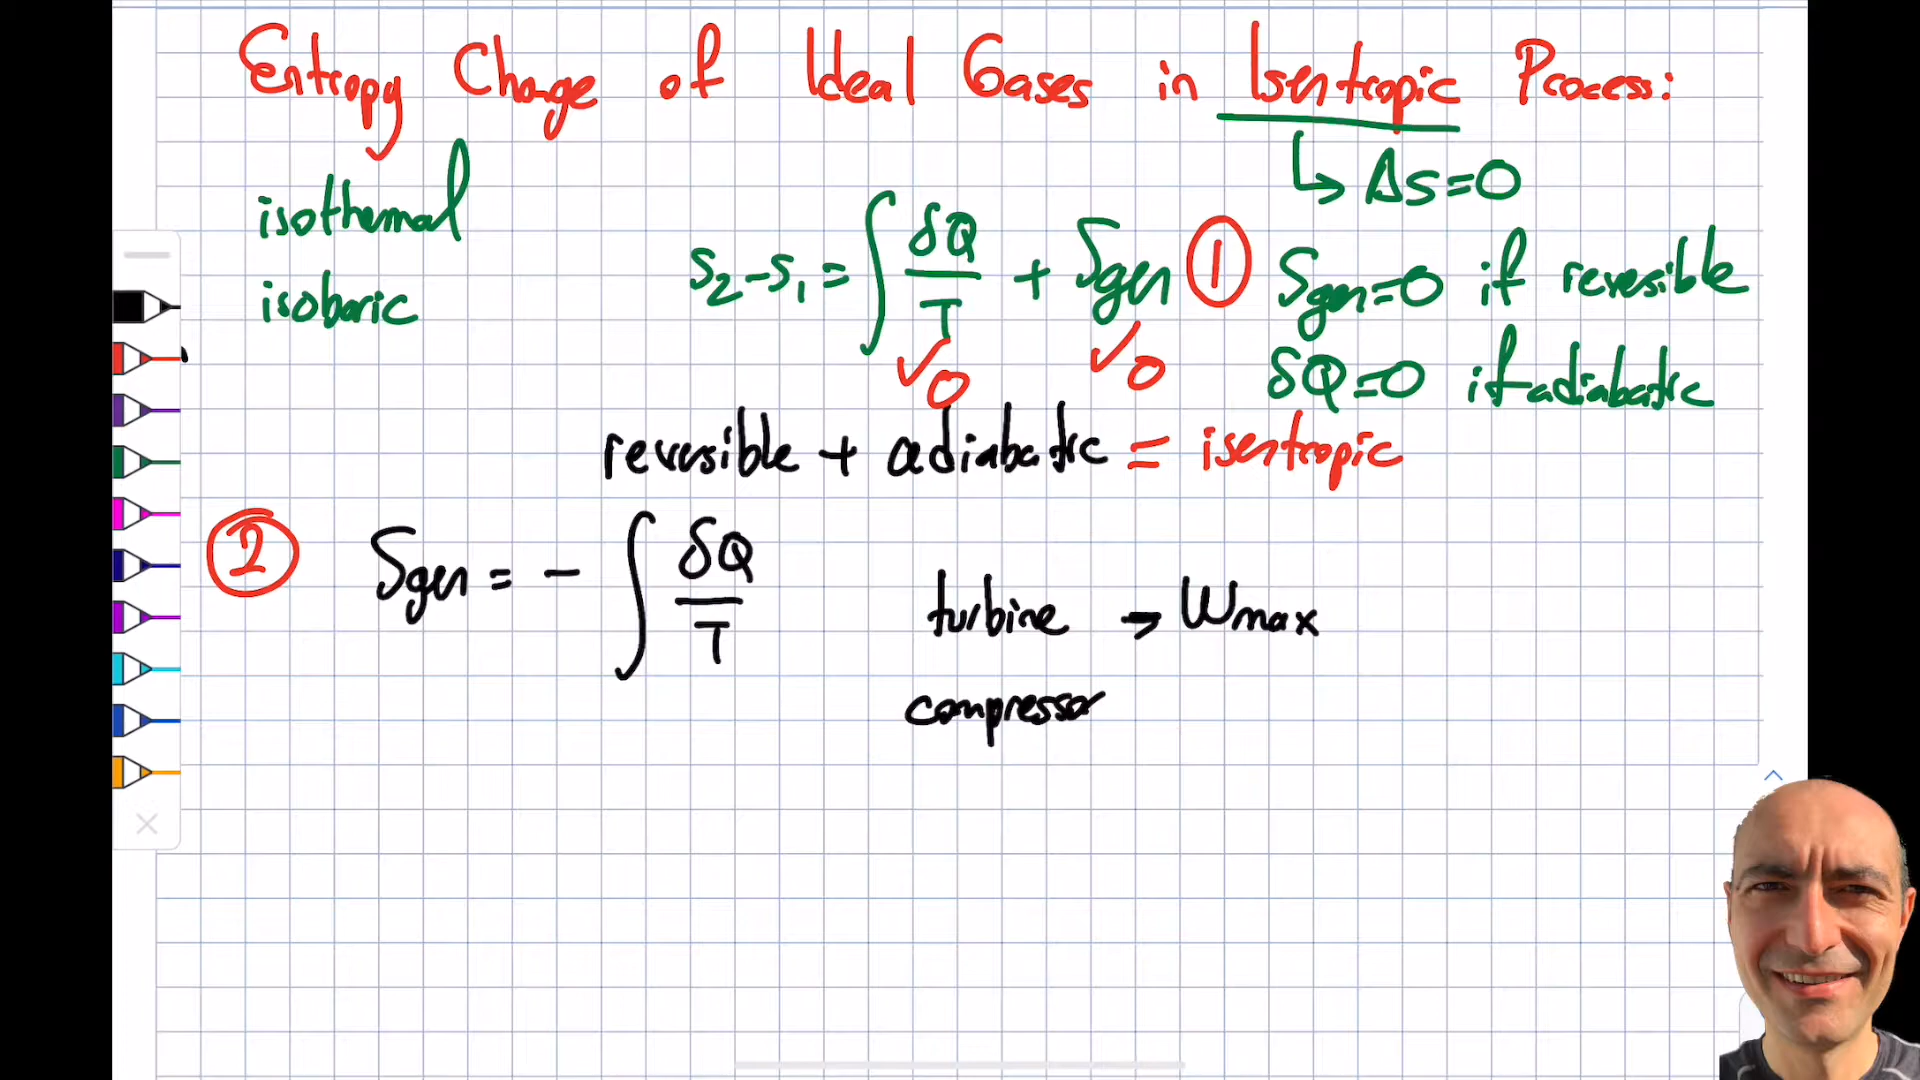 Entropy Change of Ideal Gases in Isentropic Process:
↳ Δs=0
isothermal
isobaric
s₂-s₁ = ∫ δQ/T + Sgen ① Sgen=0 if reversible
√0 √0 δQ=0 if adiabatic
reversible + adiabatic = isentropic
② Sgen = - ∫ δQ/T
turbine → Wmax
compressor